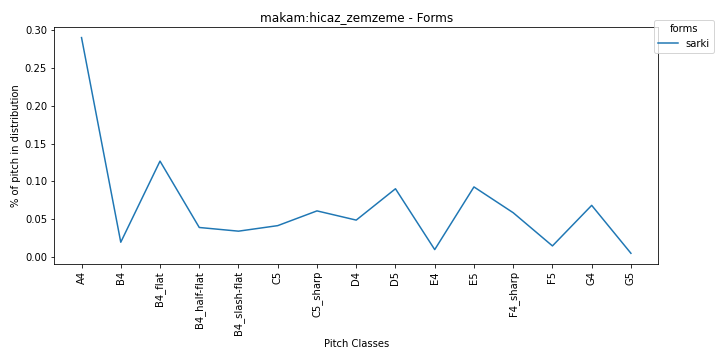 makam:hicaz_zemzeme - Forms
forms
sarki
% of pitch in distribution
0.30
0.25
0.20
0.15
0.10
0.05
0.00
A4
B4
B4_flat
B4_half-flat
B4_slash-flat
C5
C5_sharp
D4
D5
E4
E5
F4_sharp
F5
G4
G5
Pitch Classes